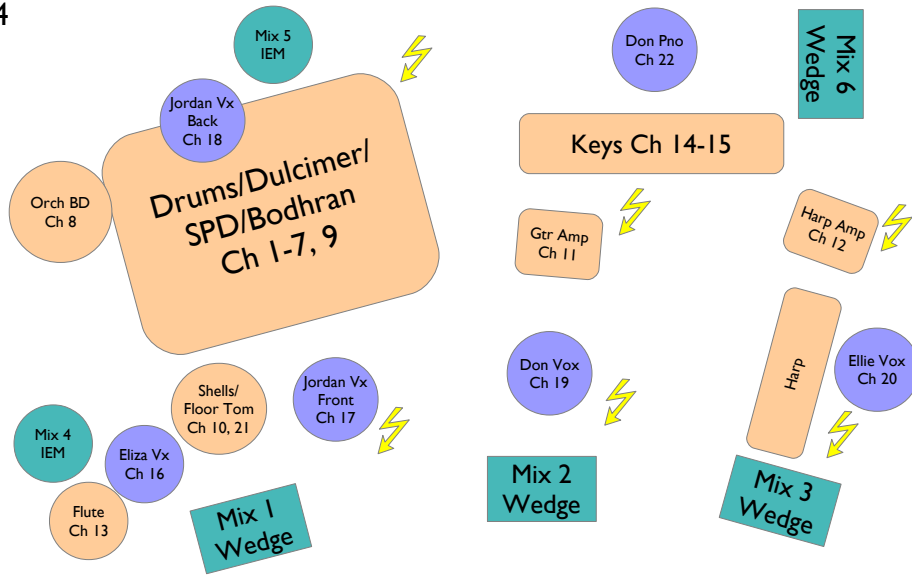 4
Mix 5
IEM
Don Pno
Ch 22
Mix 6
Wedge
Jordan Vx
Back
Ch 18
Keys Ch 14-15
Drums/Dulcimer/
SPD/Bodhran
Ch 1-7, 9
Orch BD
Ch 8
Gtr Amp
Ch 11
Harp Amp
Ch 12
Harp
Don Vox
Ch 19
Ellie Vox
Ch 20
Shells/
Floor Tom
Ch 10, 21
Jordan Vx
Front
Ch 17
Mix 4
IEM
Eliza Vx
Ch 16
Flute
Ch 13
Mix 1
Wedge
Mix 2
Wedge
Mix 3
Wedge